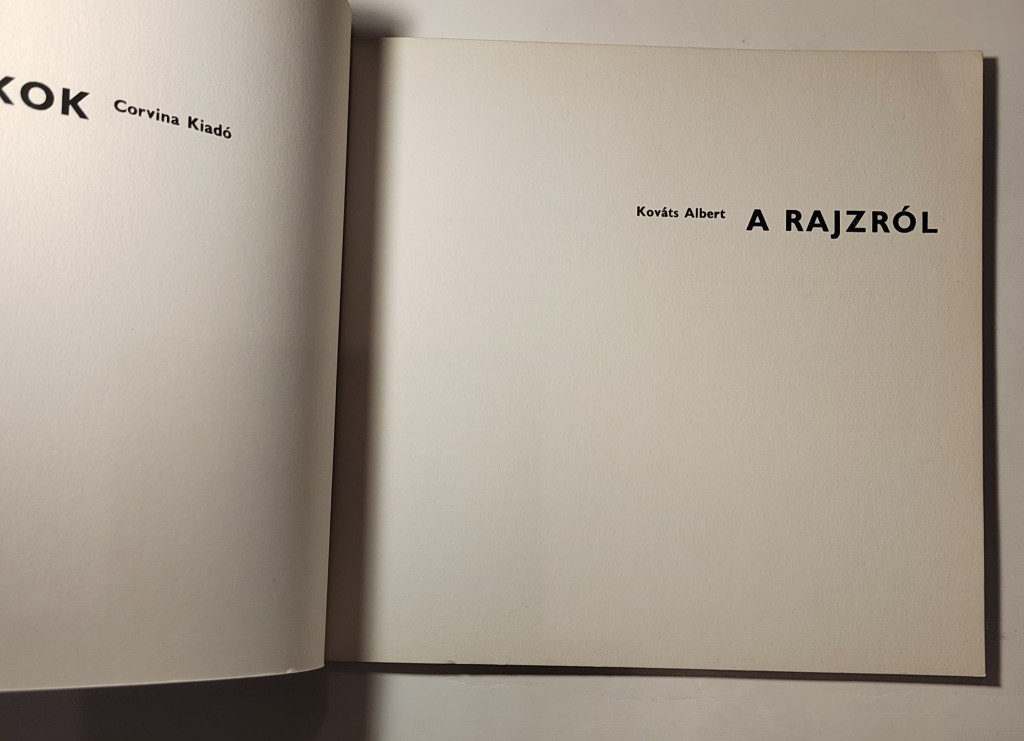 KOK Corvina Kiadó
Kováts Albert A RAJZRÓL